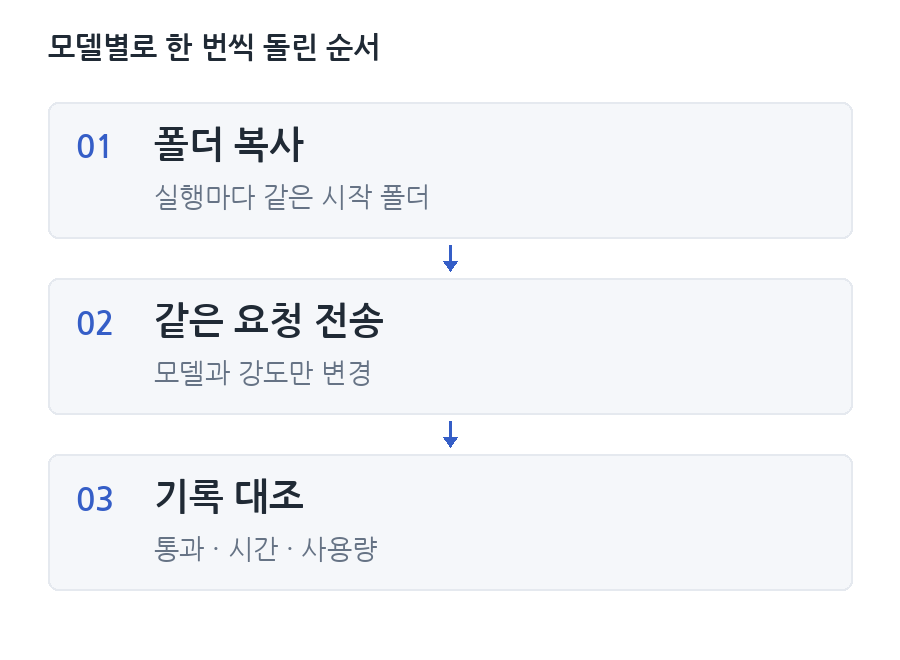 모델별로 한 번씩 돌린 순서
01 폴더 복사
실행마다 같은 시작 폴더
02 같은 요청 전송
모델과 강도만 변경
03 기록 대조
통과 · 시간 · 사용량